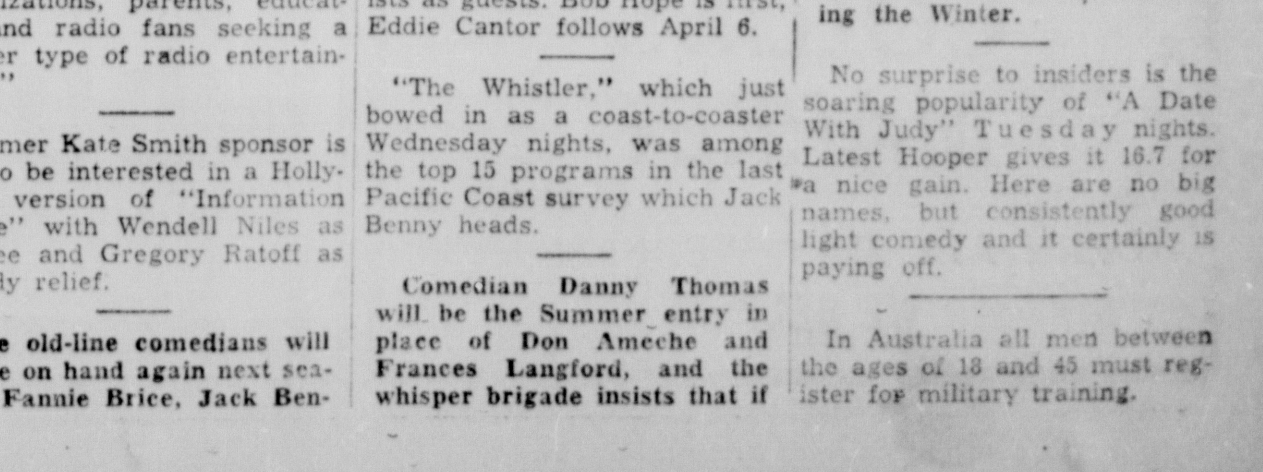 and radio fans seeking a
er type of radio entertain-
"
mer Kate Smith sponsor is
o be interested in a Holly-
version of "Information
e" with Wendell Niles as
ee and Gregory Ratoff as
dy relief.
e old-line comedians will
e on hand again next sea-
Fannie Brice, Jack Ben-
ists as guests. Bob Hope is first,
Eddie Cantor follows April 6.
"The Whistler," which just
bowed in as a coast-to-coaster
Wednesday nights, was among
the top 15 programs in the last
Pacific Coast survey which Jack
Benny heads.
Comedian Danny Thomas
will be the Summer entry in
place of Don Ameche and
Frances Langford, and the
whisper brigade insists that if
ing the Winter.
No surprise to insiders is the
soaring popularity of "A Date
With Judy" Tuesday nights.
Latest Hooper gives it 16.7 for
a nice gain. Here are no big
names, but consistently good
light comedy and it certainly is
paying off.
In Australia all men between
the ages of 18 and 45 must reg-
ister for military training.